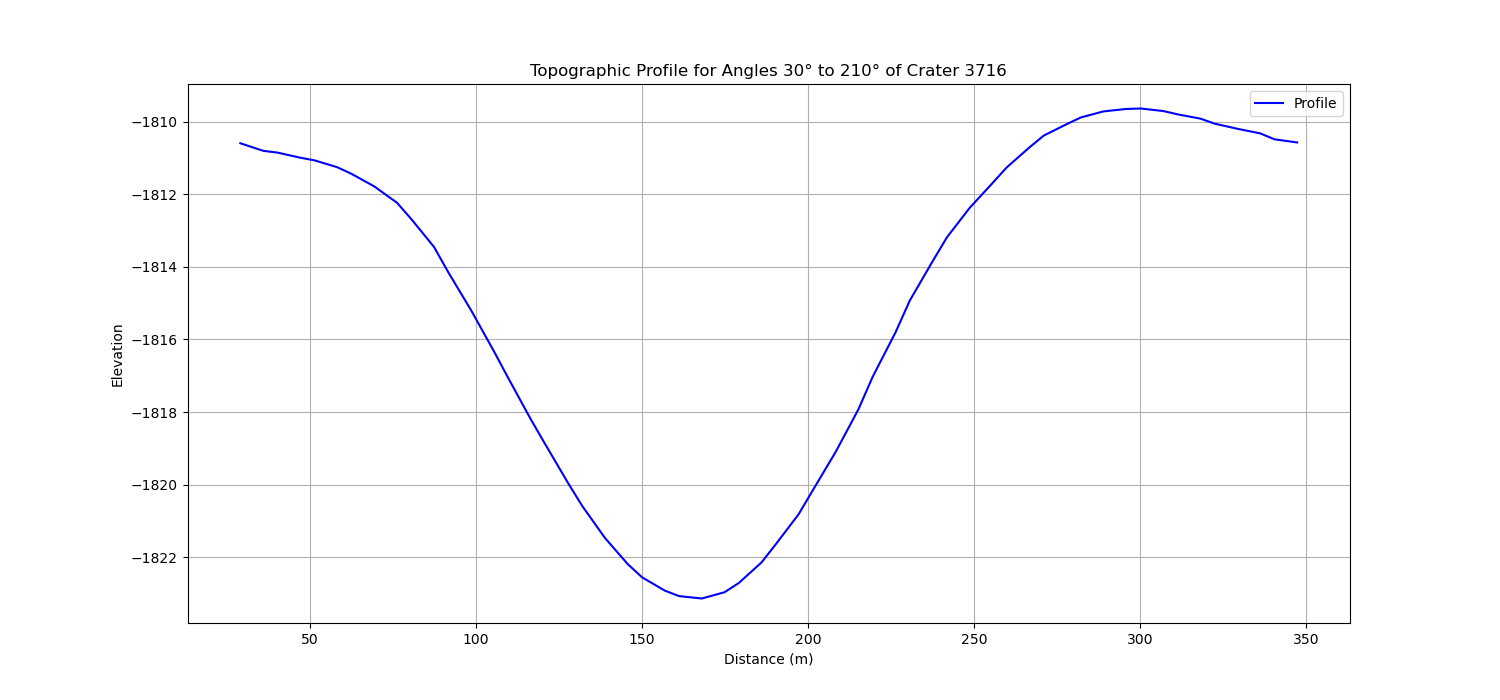 Topographic Profile for Angles 30° to 210° of Crater 3716
Profile
−1810
−1812
−1814
−1816
−1818
−1820
−1822
Elevation
50 100 150 200 250 300 350
Distance (m)